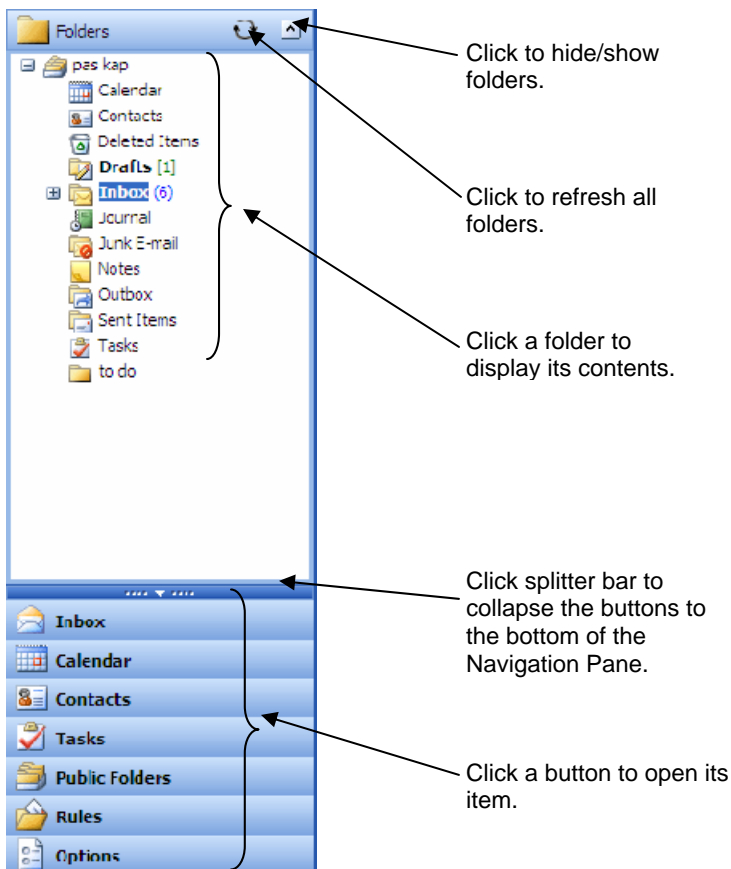 Folders
pas kap
Calendar
Contacts
Deleted Items
Drafts [1]
Inbox (6)
Journal
Junk E-mail
Notes
Outbox
Sent Items
Tasks
to do
Inbox
Calendar
Contacts
Tasks
Public Folders
Rules
Options
Click to hide/show
folders.
Click to refresh all
folders.
Click a folder to
display its contents.
Click splitter bar to
collapse the buttons to
the bottom of the
Navigation Pane.
Click a button to open its
item.